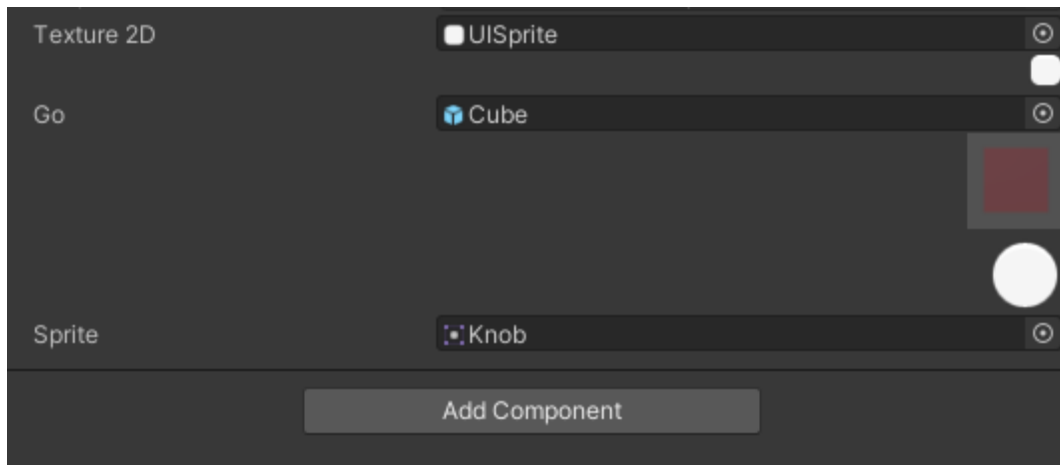 Texture 2D UISprite
Go Cube
Sprite Knob
Add Component